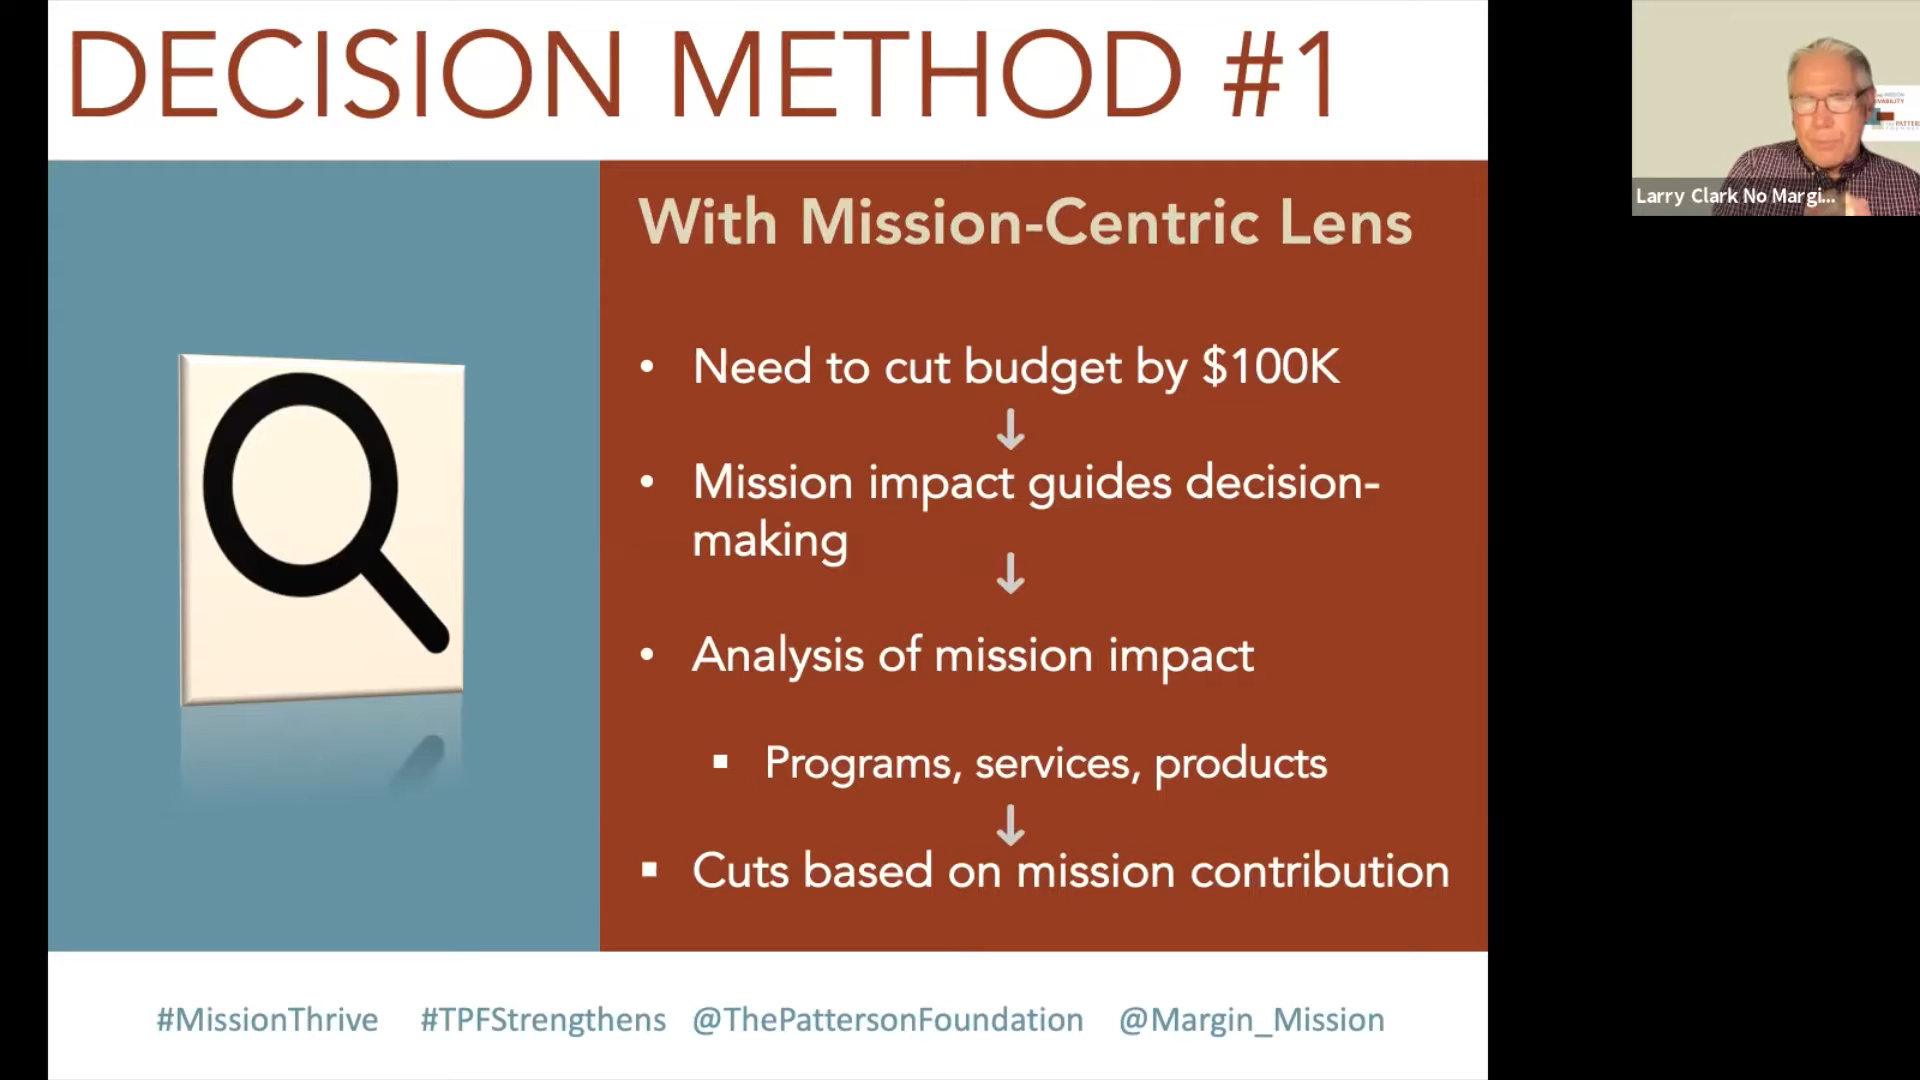 DECISION METHOD #1
With Mission-Centric Lens
• Need to cut budget by $100K
↓
• Mission impact guides decision-
making
↓
• Analysis of mission impact
▪ Programs, services, products
↓
▪ Cuts based on mission contribution
#MissionThrive #TPFStrengthens @ThePattersonFoundation @Margin_Mission
Larry Clark No Margi...